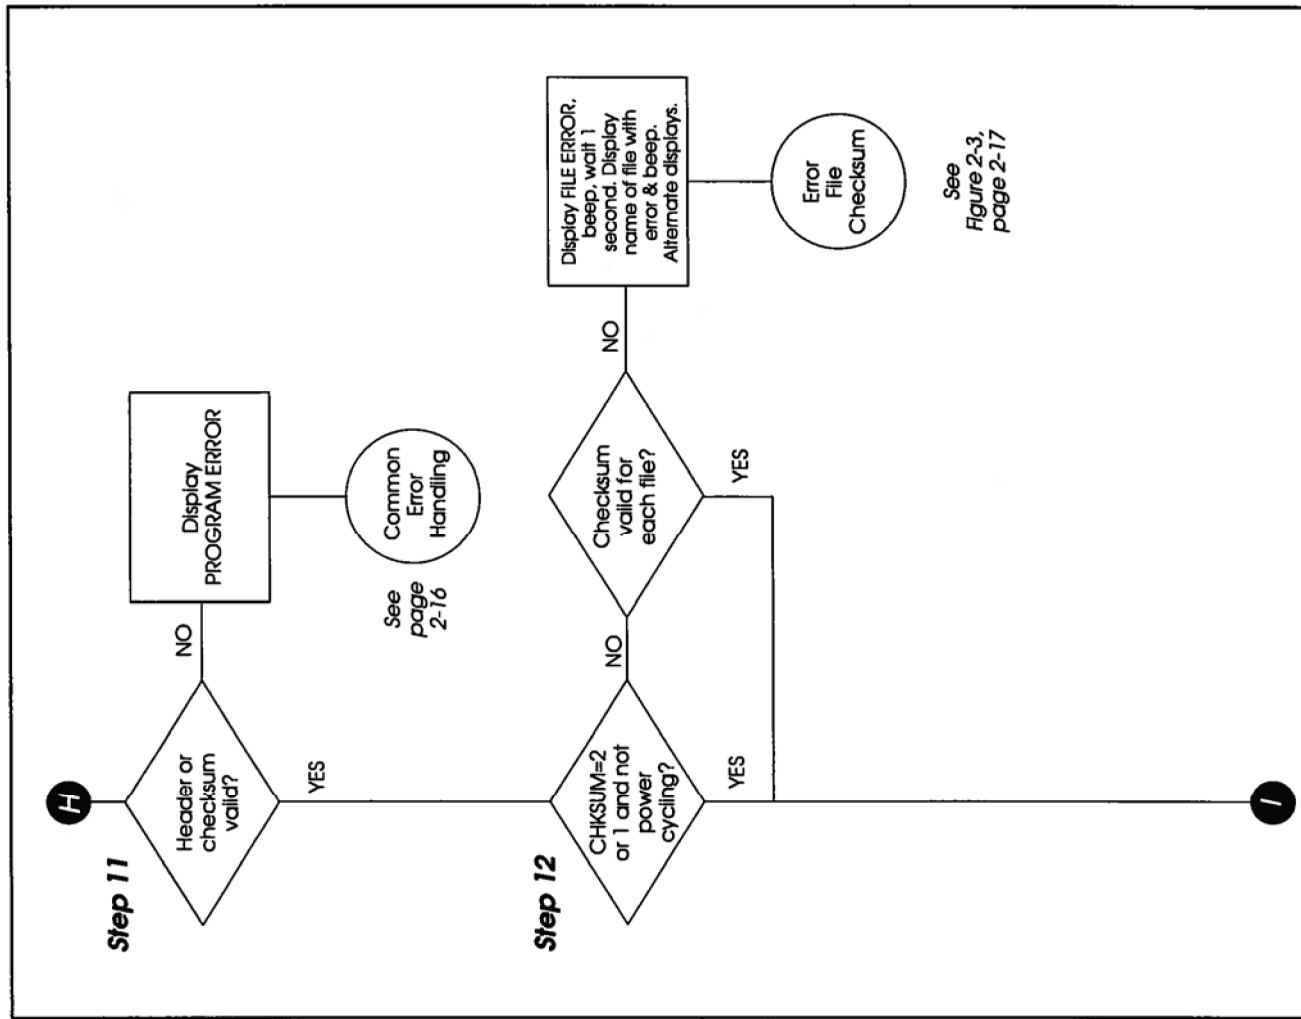 H
Step 11
Header or
checksum
valid?
NO
Display
PROGRAM ERROR
Common
Error
Handling
See
page
2-16
YES
Step 12
CHKSUM=2
or 1 and not
power
cycling?
NO
Checksum
valid for
each file?
NO
Display FILE ERROR,
beep, wait 1
second. Display
name of file with
error & beep.
Alternate displays.
Error
File
Checksum
See
Figure 2-3,
page 2-17
YES
YES
I